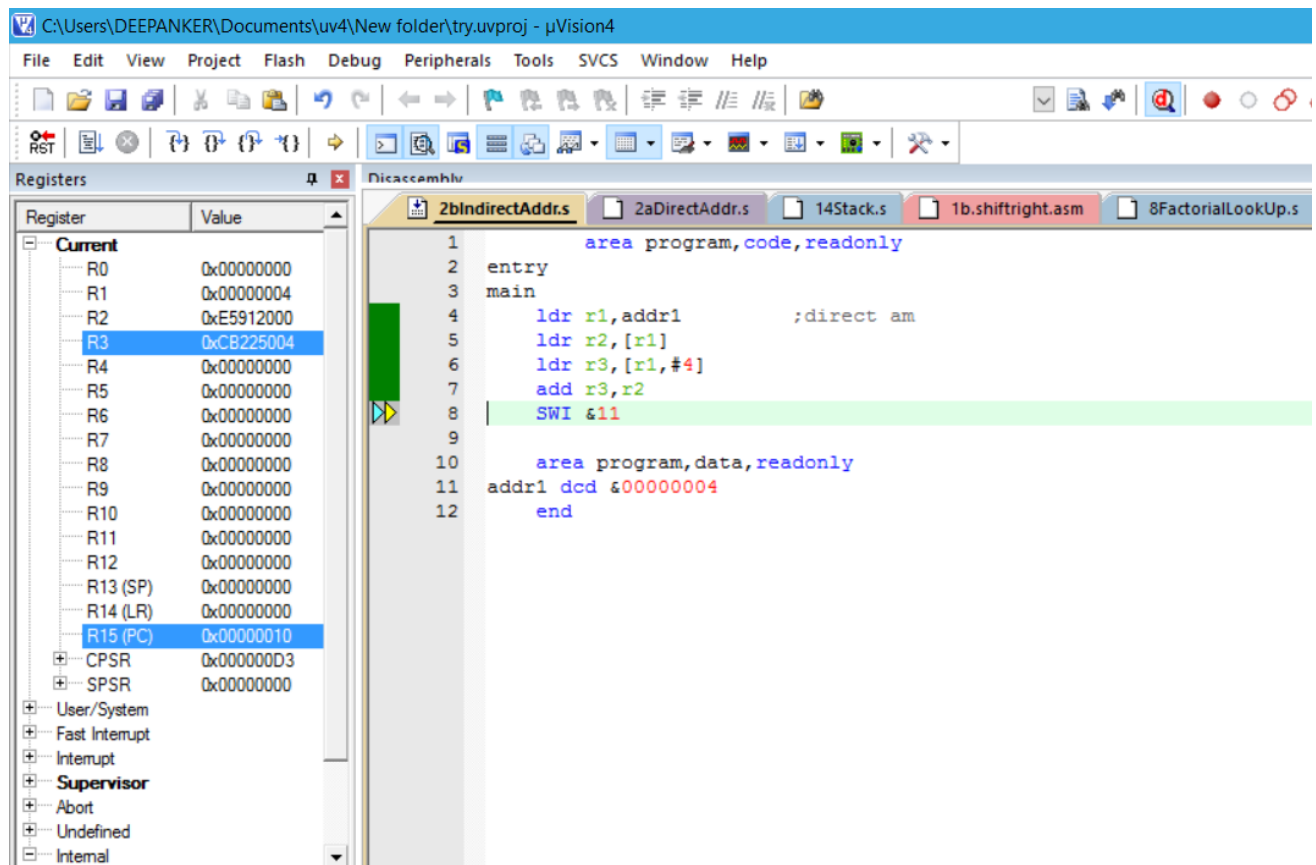 C:\Users\DEEPANKER\Documents\uv4\New folder\try.uvproj - µVision4
File Edit View Project Flash Debug Peripherals Tools SVCS Window Help
RST
Registers
Disassembly
2bIndirectAddr.s 2aDirectAddr.s 14Stack.s 1b.shiftright.asm 8FactorialLookUp.s
Register Value
Current
R0 0x00000000
R1 0x00000004
R2 0xE5912000
R3 0xCB225004
R4 0x00000000
R5 0x00000000
R6 0x00000000
R7 0x00000000
R8 0x00000000
R9 0x00000000
R10 0x00000000
R11 0x00000000
R12 0x00000000
R13 (SP) 0x00000000
R14 (LR) 0x00000000
R15 (PC) 0x00000010
CPSR 0x000000D3
SPSR 0x00000000
User/System
Fast Interrupt
Interrupt
Supervisor
Abort
Undefined
Internal
1 area program,code,readonly
2 entry
3 main
4 ldr r1,addr1 ;direct am
5 ldr r2,[r1]
6 ldr r3,[r1,#4]
7 add r3,r2
8 SWI &11
9
10 area program,data,readonly
11 addr1 dcd &00000004
12 end